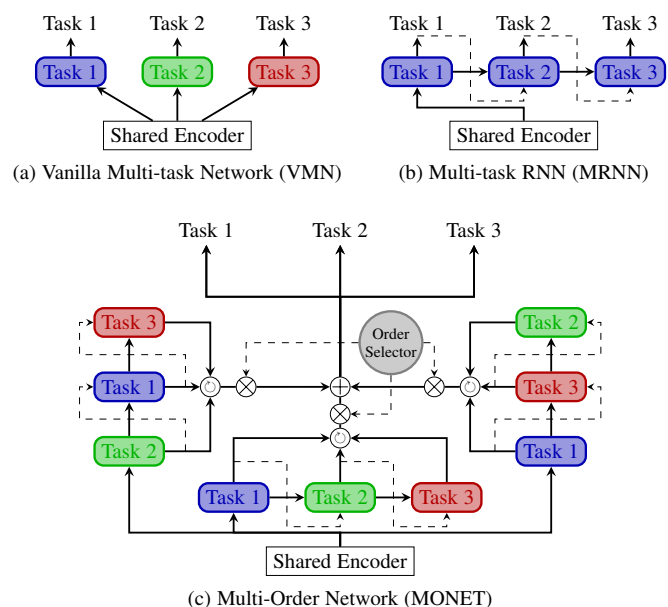 Task 1 Task 2 Task 3
Task 1 Task 2 Task 3
Shared Encoder
(a) Vanilla Multi-task Network (VMN)
Task 1 Task 2 Task 3
Task 1 Task 2 Task 3
Shared Encoder
(b) Multi-task RNN (MRNN)
Task 1 Task 2 Task 3
Task 3
Task 1
Task 2
Order
Selector
Task 2
Task 3
Task 1
Task 1 Task 2 Task 3
Shared Encoder
(c) Multi-Order Network (MONET)